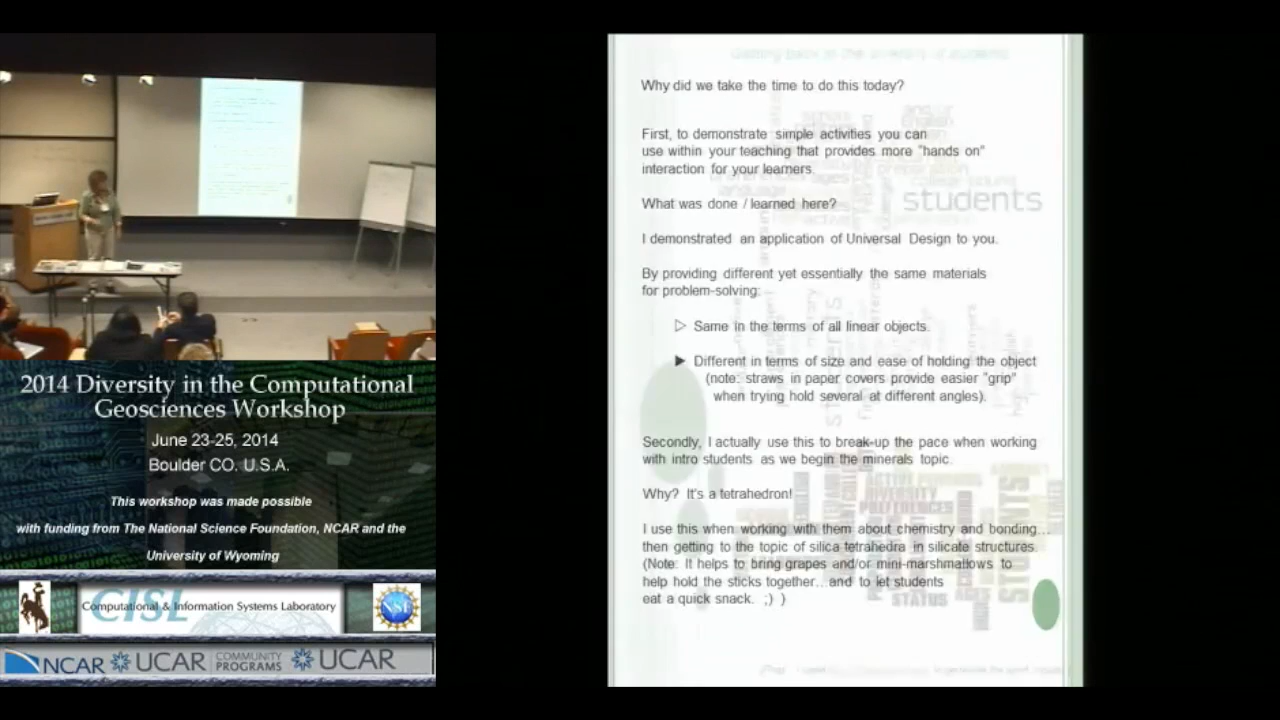 Why did we take the time to do this today?
First, to demonstrate simple activities you can
use within your teaching that provides more "hands on"
interaction for your learners.
students
What was done / learned here?
I demonstrated an application of Universal Design to you.
By providing different yet essentially the same materials
for problem-solving:
Same in the terms of all linear objects.
Different in terms of size and ease of holding the object
(note: straws in paper covers provide easier "grip"
when trying hold several at different angles).
Secondly, I actually use this to break-up the pace when working
with intro students as we begin the minerals topic.
Why? It's a tetrahedron!
I use this when working with them about chemistry and bonding...
then getting to the topic of silica tetrahedra in silicate structures.
(Note: It helps to bring grapes and/or mini-marshmallows to
help hold the sticks together...and to let students
eat a quick snack. ;) )
DIVERSITY
STATUS
STUDENTS
2014 Diversity in the Computational
Geosciences Workshop
June 23-25, 2014
Boulder CO. U.S.A.
This workshop was made possible
with funding from The National Science Foundation, NCAR and the
University of Wyoming
CISL
Computational & Information Systems Laboratory
NSF
NCAR UCAR COMMUNITY PROGRAMS UCAR